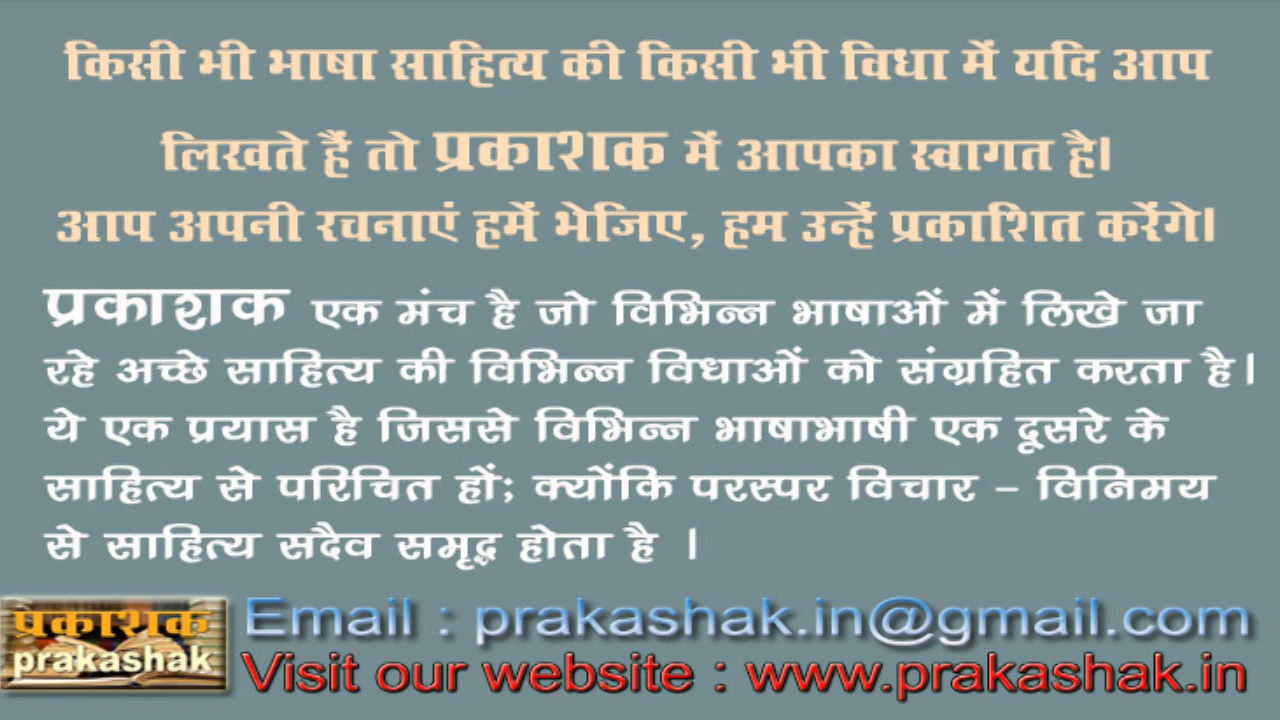 किसी भी भाषा साहित्य की किसी भी विधा में यदि आप
लिखते हैं तो प्रकाशक में आपका स्वागत है।
आप अपनी रचनाएं हमें भेजिए, हम उन्हें प्रकाशित करेंगे।
प्रकाशक एक मंच है जो विभिन्न भाषाओं में लिखे जा
रहे अच्छे साहित्य की विभिन्न विधाओं को संग्रहित करता है।
ये एक प्रयास है जिससे विभिन्न भाषाभाषी एक दूसरे के
साहित्य से परिचित हों; क्योंकि परस्पर विचार – विनिमय
से साहित्य सदैव समृद्ध होता है ।
प्रकाशक
prakashak
Email : prakashak.in@gmail.com
Visit our website : www.prakashak.in